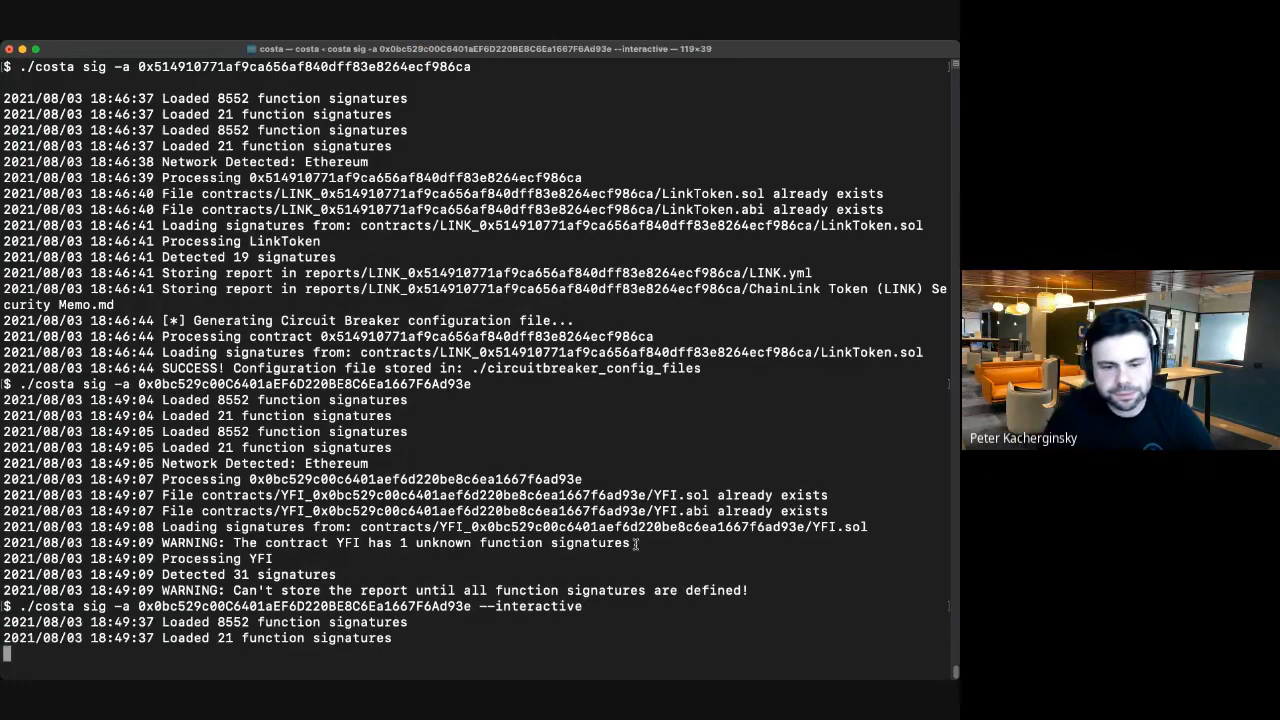 costa — costa • costa sig -a 0x0bc529c00C6401aEF6D220BE8C6Ea1667F6Ad93e --interactive — 119×39
$ ./costa sig -a 0x514910771af9ca656af840dff83e8264ecf986ca
2021/08/03 18:46:37 Loaded 8552 function signatures
2021/08/03 18:46:37 Loaded 21 function signatures
2021/08/03 18:46:37 Loaded 8552 function signatures
2021/08/03 18:46:37 Loaded 21 function signatures
2021/08/03 18:46:38 Network Detected: Ethereum
2021/08/03 18:46:39 Processing 0x514910771af9ca656af840dff83e8264ecf986ca
2021/08/03 18:46:40 File contracts/LINK_0x514910771af9ca656af840dff83e8264ecf986ca/LinkToken.sol already exists
2021/08/03 18:46:40 File contracts/LINK_0x514910771af9ca656af840dff83e8264ecf986ca/LinkToken.abi already exists
2021/08/03 18:46:41 Loading signatures from: contracts/LINK_0x514910771af9ca656af840dff83e8264ecf986ca/LinkToken.sol
2021/08/03 18:46:41 Processing LinkToken
2021/08/03 18:46:41 Detected 19 signatures
2021/08/03 18:46:41 Storing report in reports/LINK_0x514910771af9ca656af840dff83e8264ecf986ca/LINK.yml
2021/08/03 18:46:41 Storing report in reports/LINK_0x514910771af9ca656af840dff83e8264ecf986ca/ChainLink Token (LINK) Se
curity Memo.md
2021/08/03 18:46:44 [*] Generating Circuit Breaker configuration file...
2021/08/03 18:46:44 Processing contract 0x514910771af9ca656af840dff83e8264ecf986ca
2021/08/03 18:46:44 Loading signatures from: contracts/LINK_0x514910771af9ca656af840dff83e8264ecf986ca/LinkToken.sol
2021/08/03 18:46:44 SUCCESS! Configuration file stored in: ./circuitbreaker_config_files
$ ./costa sig -a 0x0bc529c00C6401aEF6D220BE8C6Ea1667F6Ad93e
2021/08/03 18:49:04 Loaded 8552 function signatures
2021/08/03 18:49:04 Loaded 21 function signatures
2021/08/03 18:49:05 Loaded 8552 function signatures
2021/08/03 18:49:05 Loaded 21 function signatures
2021/08/03 18:49:05 Network Detected: Ethereum
2021/08/03 18:49:07 Processing 0x0bc529c00c6401aef6d220be8c6ea1667f6ad93e
2021/08/03 18:49:07 File contracts/YFI_0x0bc529c00c6401aef6d220be8c6ea1667f6ad93e/YFI.sol already exists
2021/08/03 18:49:07 File contracts/YFI_0x0bc529c00c6401aef6d220be8c6ea1667f6ad93e/YFI.abi already exists
2021/08/03 18:49:08 Loading signatures from: contracts/YFI_0x0bc529c00c6401aef6d220be8c6ea1667f6ad93e/YFI.sol
2021/08/03 18:49:09 WARNING: The contract YFI has 1 unknown function signatures
2021/08/03 18:49:09 Processing YFI
2021/08/03 18:49:09 Detected 31 signatures
2021/08/03 18:49:09 WARNING: Can't store the report until all function signatures are defined!
$ ./costa sig -a 0x0bc529c00C6401aEF6D220BE8C6Ea1667F6Ad93e --interactive
2021/08/03 18:49:37 Loaded 8552 function signatures
2021/08/03 18:49:37 Loaded 21 function signatures
Peter Kacherginsky